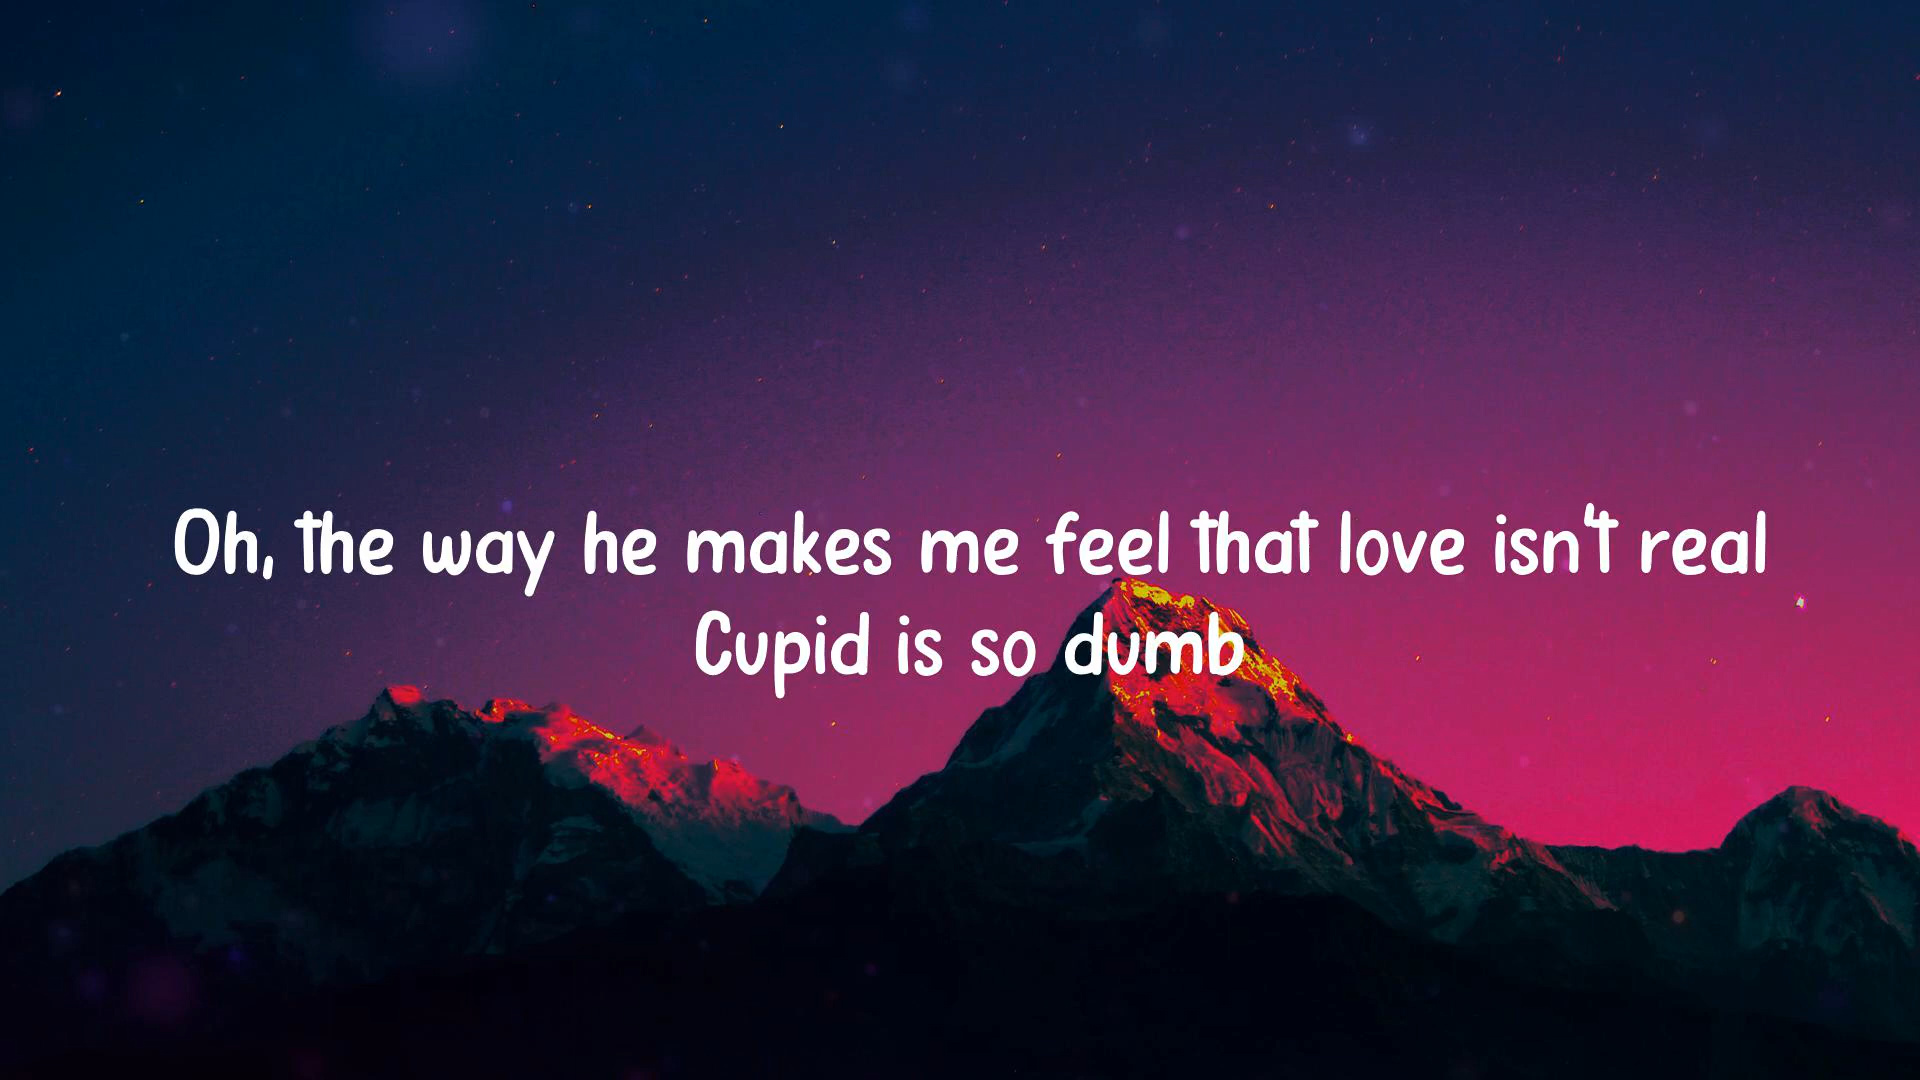 Oh, the way he makes me feel that love isn't real
Cupid is so dumb